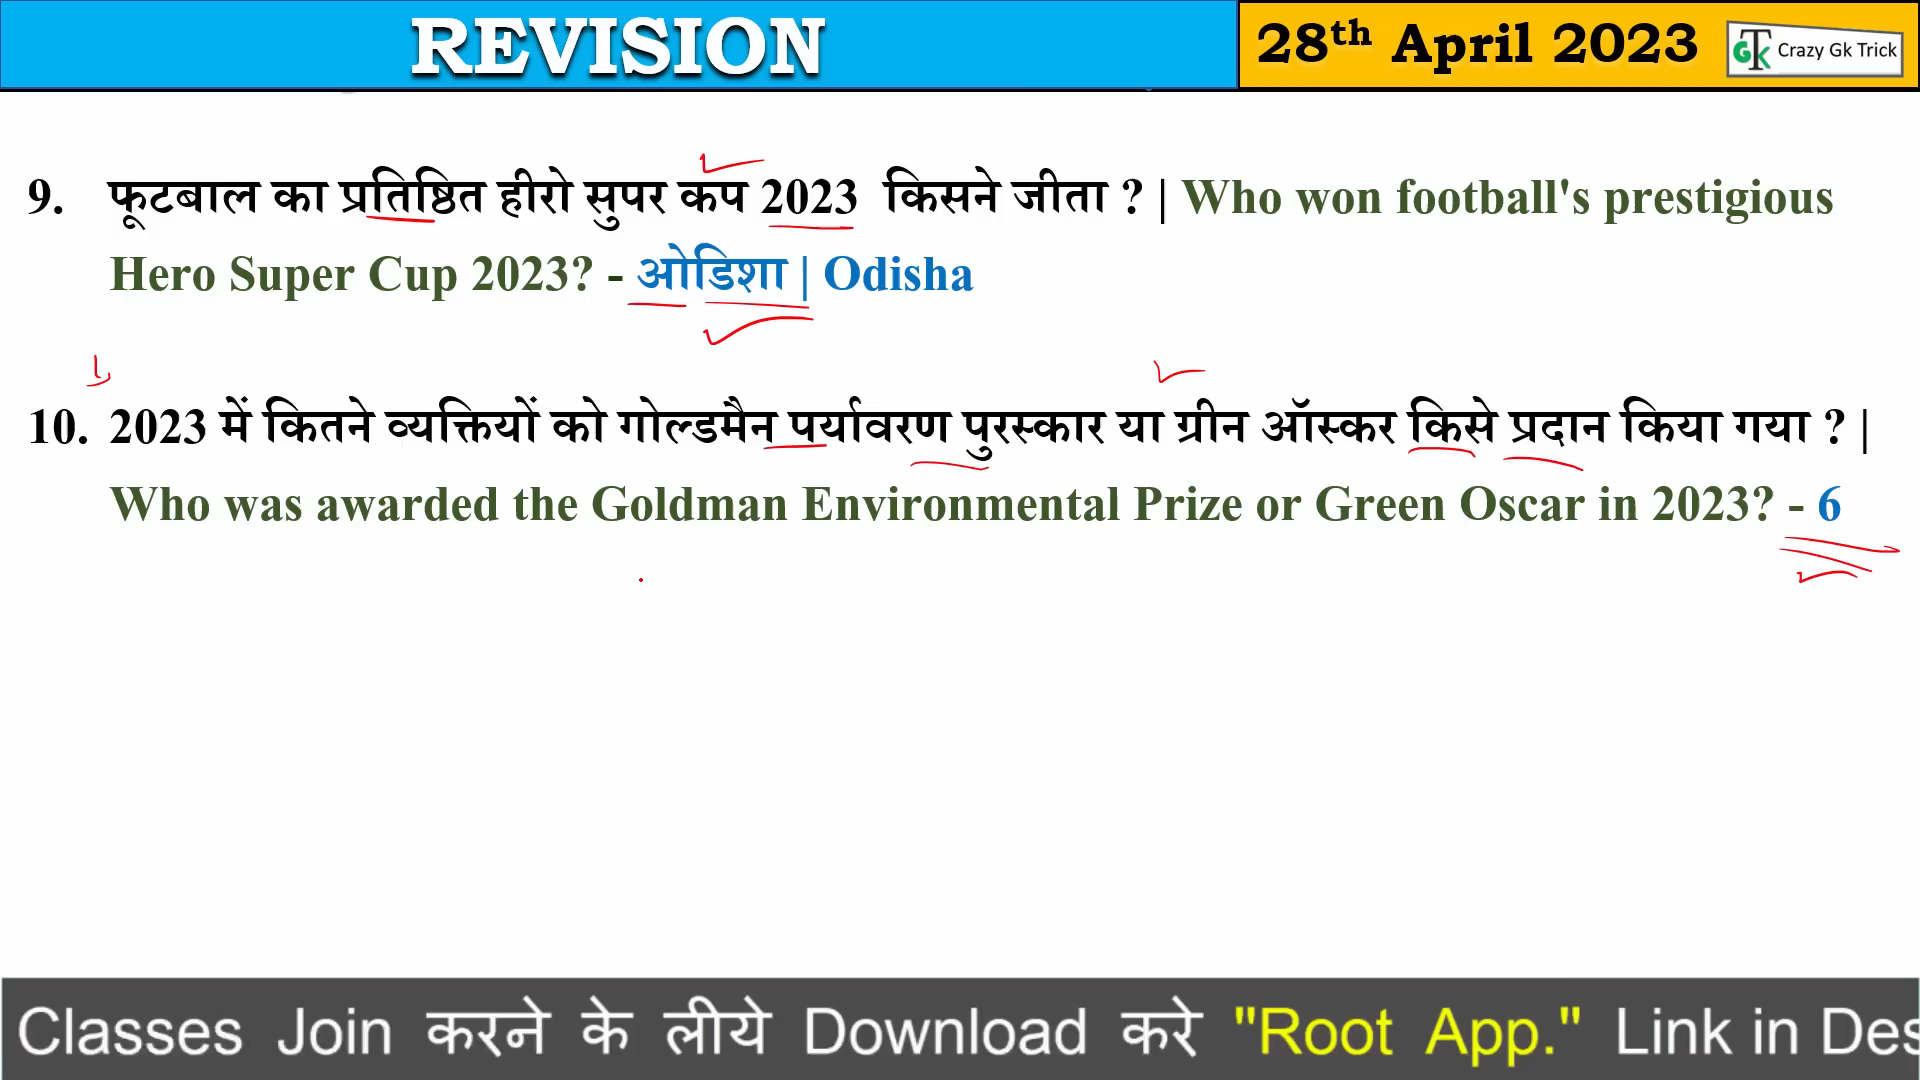 REVISION
28th April 2023
GTK Crazy Gk Trick
9. फूटबाल का प्रतिष्ठित हीरो सुपर कप 2023 किसने जीता ? | Who won football's prestigious
Hero Super Cup 2023? - ओडिशा | Odisha
10. 2023 में कितने व्यक्तियों को गोल्डमैन पर्यावरण पुरस्कार या ग्रीन ऑस्कर किसे प्रदान किया गया ? |
Who was awarded the Goldman Environmental Prize or Green Oscar in 2023? - 6
Classes Join करने के लीये Download करे "Root App." Link in Des